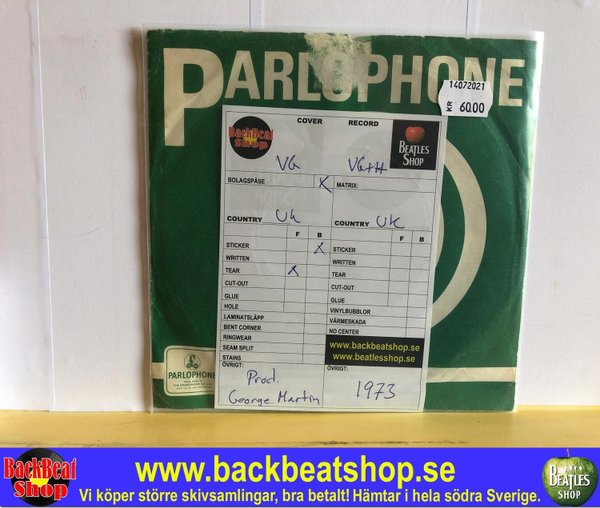 PARLOPHONE
14072021
KR 60.00
BackBeat Shop
COVER
RECORD
BEATLES SHOP
VG
VG++
BOLAGSPÅSE X
MATRIX:
COUNTRY UK
COUNTRY UK
F B
F B
STICKER X
STICKER
WRITTEN
WRITTEN
TEAR X
TEAR
CUT-OUT
CUT-OUT
GLUE
GLUE
HOLE
VINYLBUBBLOR
LAMINATSLÄPP
VÄRMESKADA
BENT CORNER
NO CENTER
RINGWEAR
www.backbeatshop.se
SEAM SPLIT
www.beatlesshop.se
STAINS
ÖVRIGT:
ÖVRIGT:
Prod. George Martin
1973
PARLOPHONE
BackBeat Shop
www.backbeatshop.se
Vi köper större skivsamlingar, bra betalt! Hämtar i hela södra Sverige.
BEATLES SHOP